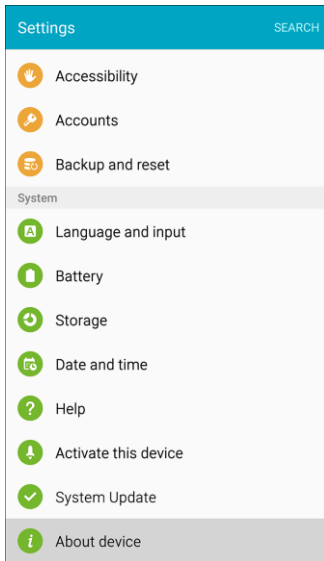 Settings SEARCH
Accessibility
Accounts
Backup and reset
System
Language and input
Battery
Storage
Date and time
Help
Activate this device
System Update
About device